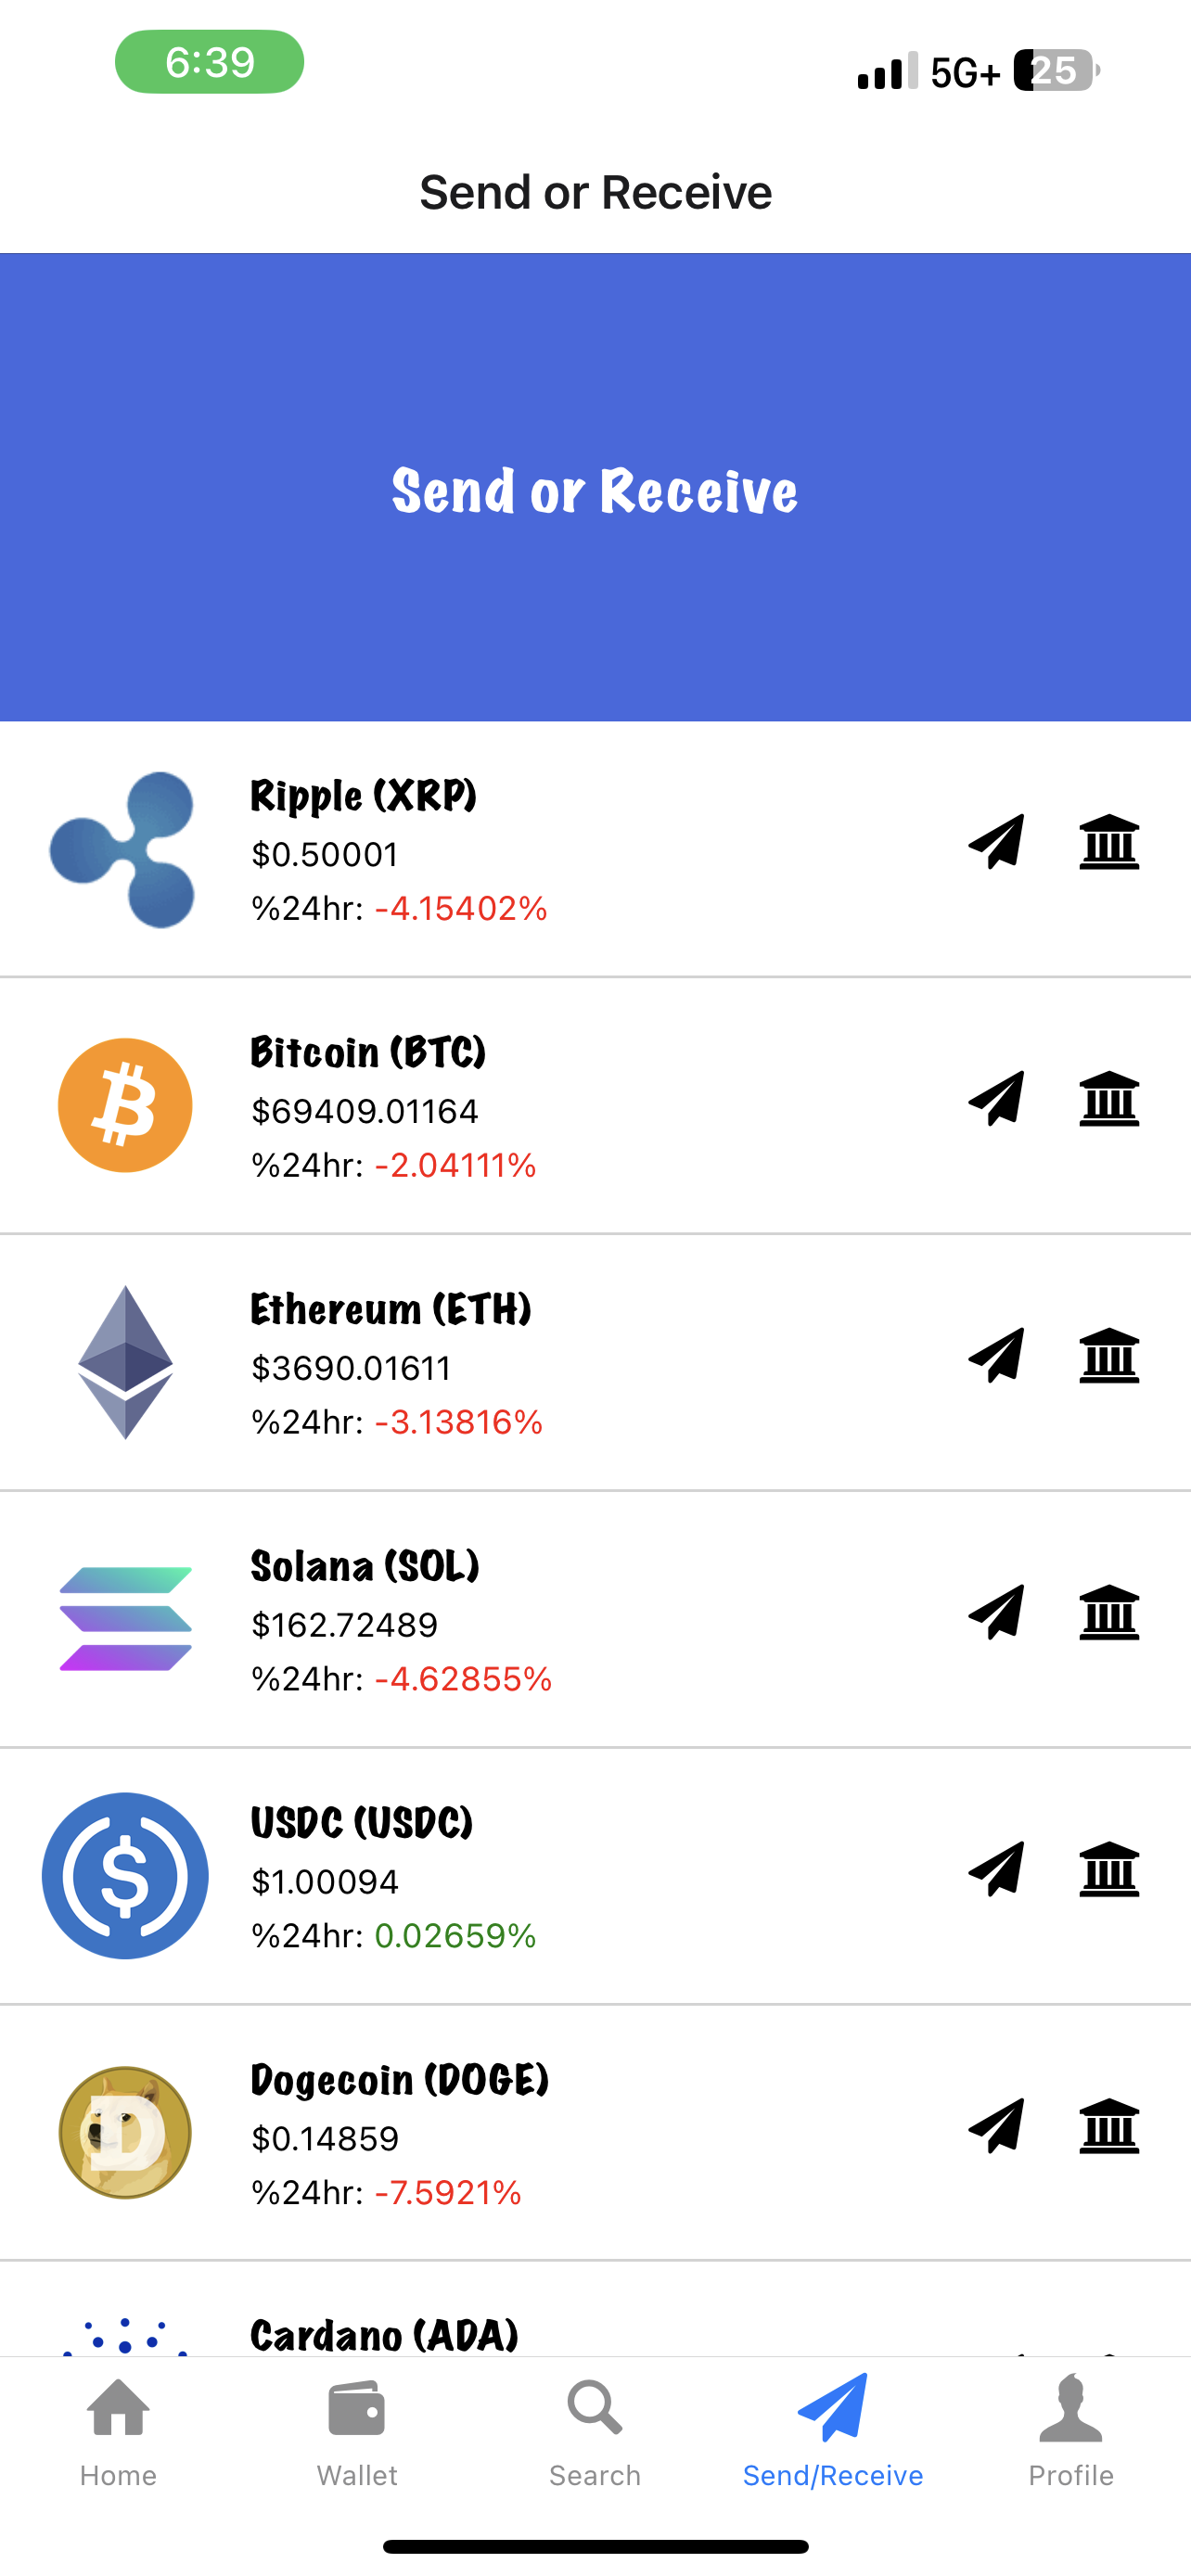 6:39
5G+ 25
Send or Receive
Send or Receive
Ripple (XRP)
$0.50001
%24hr: -4.15402%
Bitcoin (BTC)
$69409.01164
%24hr: -2.04111%
Ethereum (ETH)
$3690.01611
%24hr: -3.13816%
Solana (SOL)
$162.72489
%24hr: -4.62855%
USDC (USDC)
$1.00094
%24hr: 0.02659%
D
Dogecoin (DOGE)
$0.14859
%24hr: -7.5921%
Cardano (ADA)
Home Wallet Search Send/Receive Profile